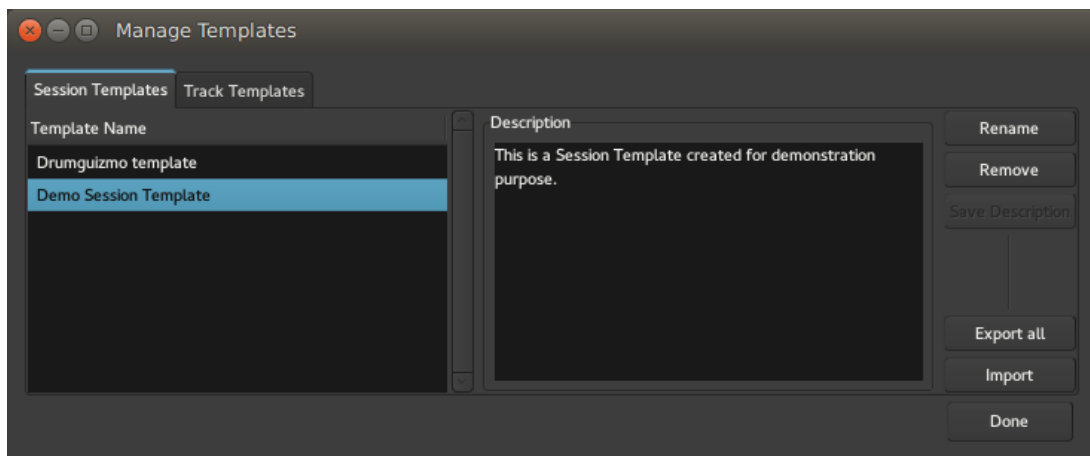 Manage Templates
Session Templates
Track Templates
Template Name
Drumguizmo template
Demo Session Template
Description
This is a Session Template created for demonstration
purpose.
Rename
Remove
Save Description
Export all
Import
Done